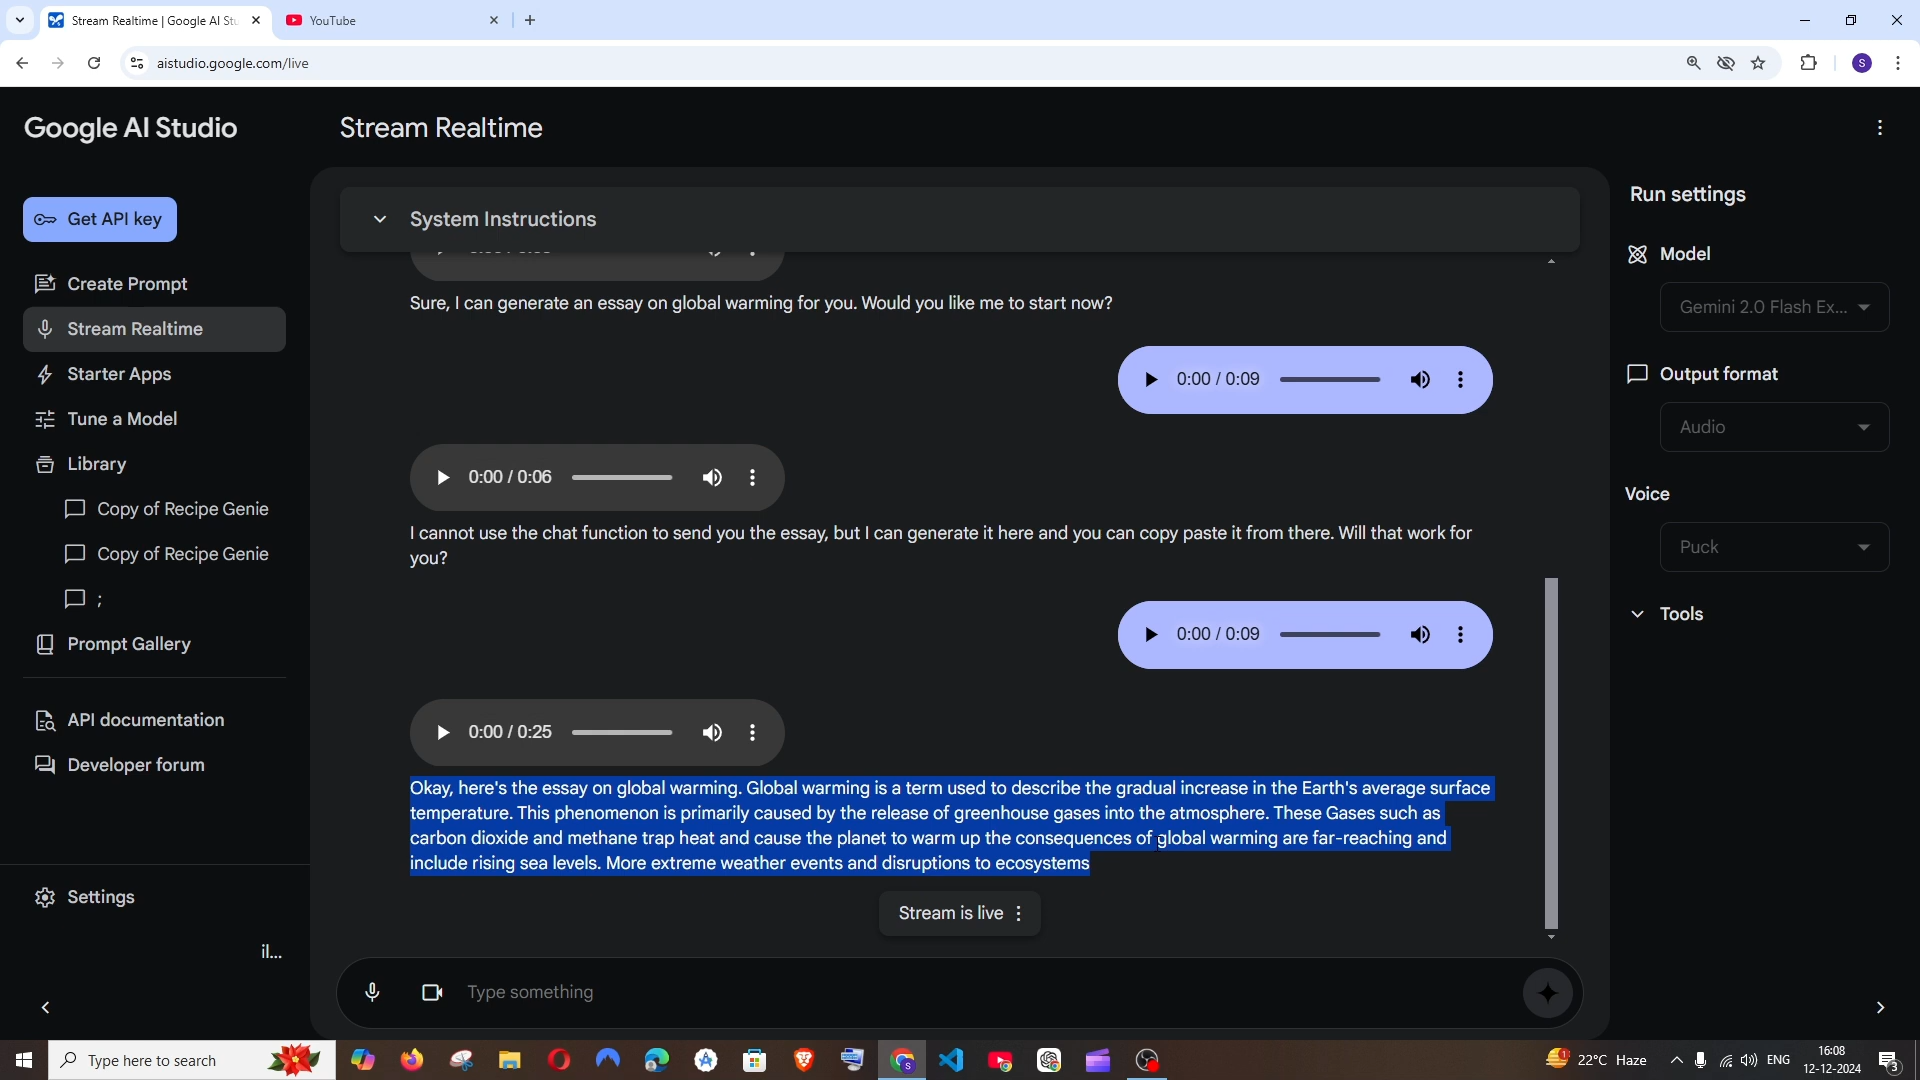 Stream Realtime | Google AI Stu
YouTube
aistudio.google.com/live
S
Google AI Studio
Stream Realtime
Get API key
System Instructions
Run settings
Create Prompt
Stream Realtime
Starter Apps
Tune a Model
Library
Copy of Recipe Genie
Copy of Recipe Genie
;
Prompt Gallery
API documentation
Developer forum
Settings
il...
Sure, I can generate an essay on global warming for you. Would you like me to start now?
0:00 / 0:09
0:00 / 0:06
I cannot use the chat function to send you the essay, but I can generate it here and you can copy paste it from there. Will that work for
you?
0:00 / 0:09
0:00 / 0:25
Okay, here's the essay on global warming. Global warming is a term used to describe the gradual increase in the Earth's average surface
temperature. This phenomenon is primarily caused by the release of greenhouse gases into the atmosphere. These Gases such as
carbon dioxide and methane trap heat and cause the planet to warm up the consequences of global warming are far-reaching and
include rising sea levels. More extreme weather events and disruptions to ecosystems
Stream is live
Type something
Model
Gemini 2.0 Flash Ex...
Output format
Audio
Voice
Puck
Tools
Type here to search
22°C Haze
ENG
16:08
12-12-2024
3